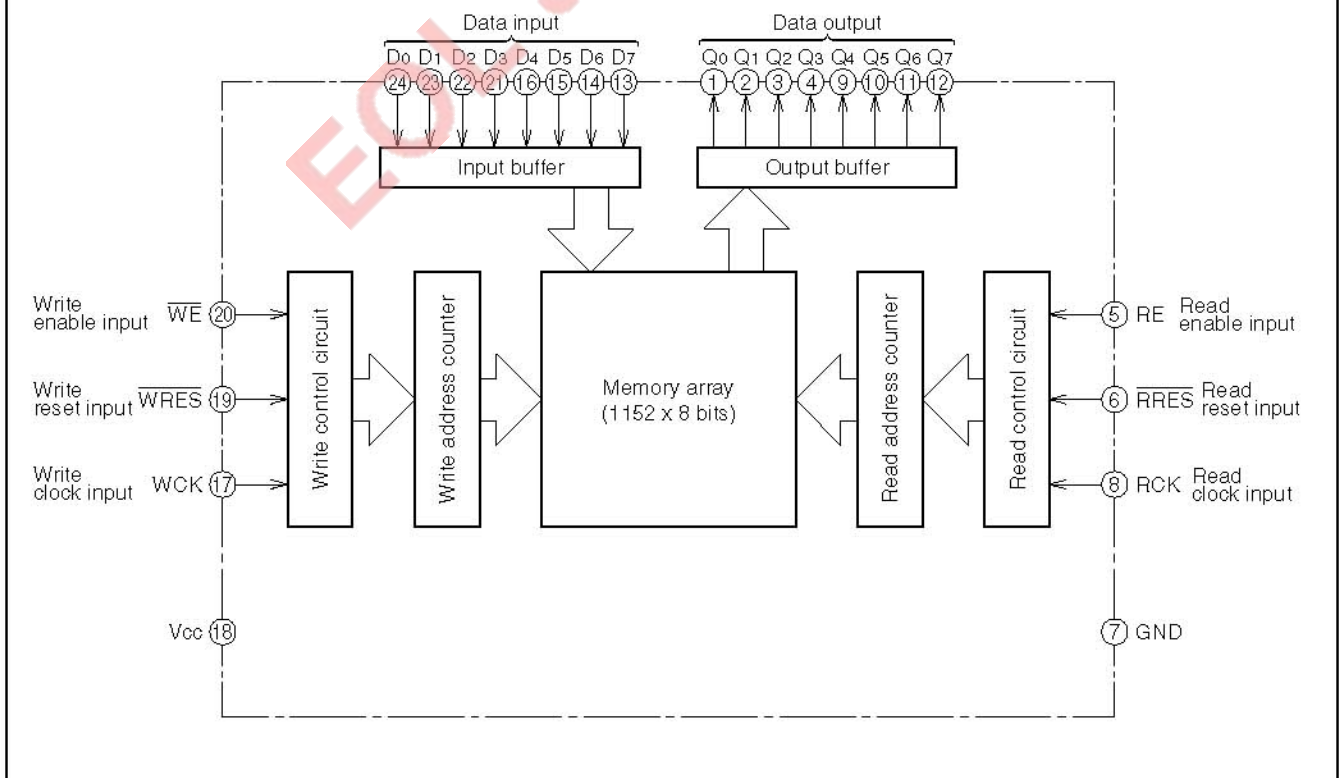 Data input
Data output
D0 D1 D2 D3 D4 D5 D6 D7
Q0 Q1 Q2 Q3 Q4 Q5 Q6 Q7
24 23 22 21 16 15 14 13
1 2 3 4 9 10 11 12
EOL
Input buffer
Output buffer
Write
enable input
WE 20
Write
reset input
WRES 19
Write
clock input
WCK 17
Write control circuit
Write address counter
Memory array
(1152 x 8 bits)
Read address counter
Read control circuit
5 RE Read
enable input
6 RRES Read
reset input
8 RCK Read
clock input
Vcc 18
7 GND